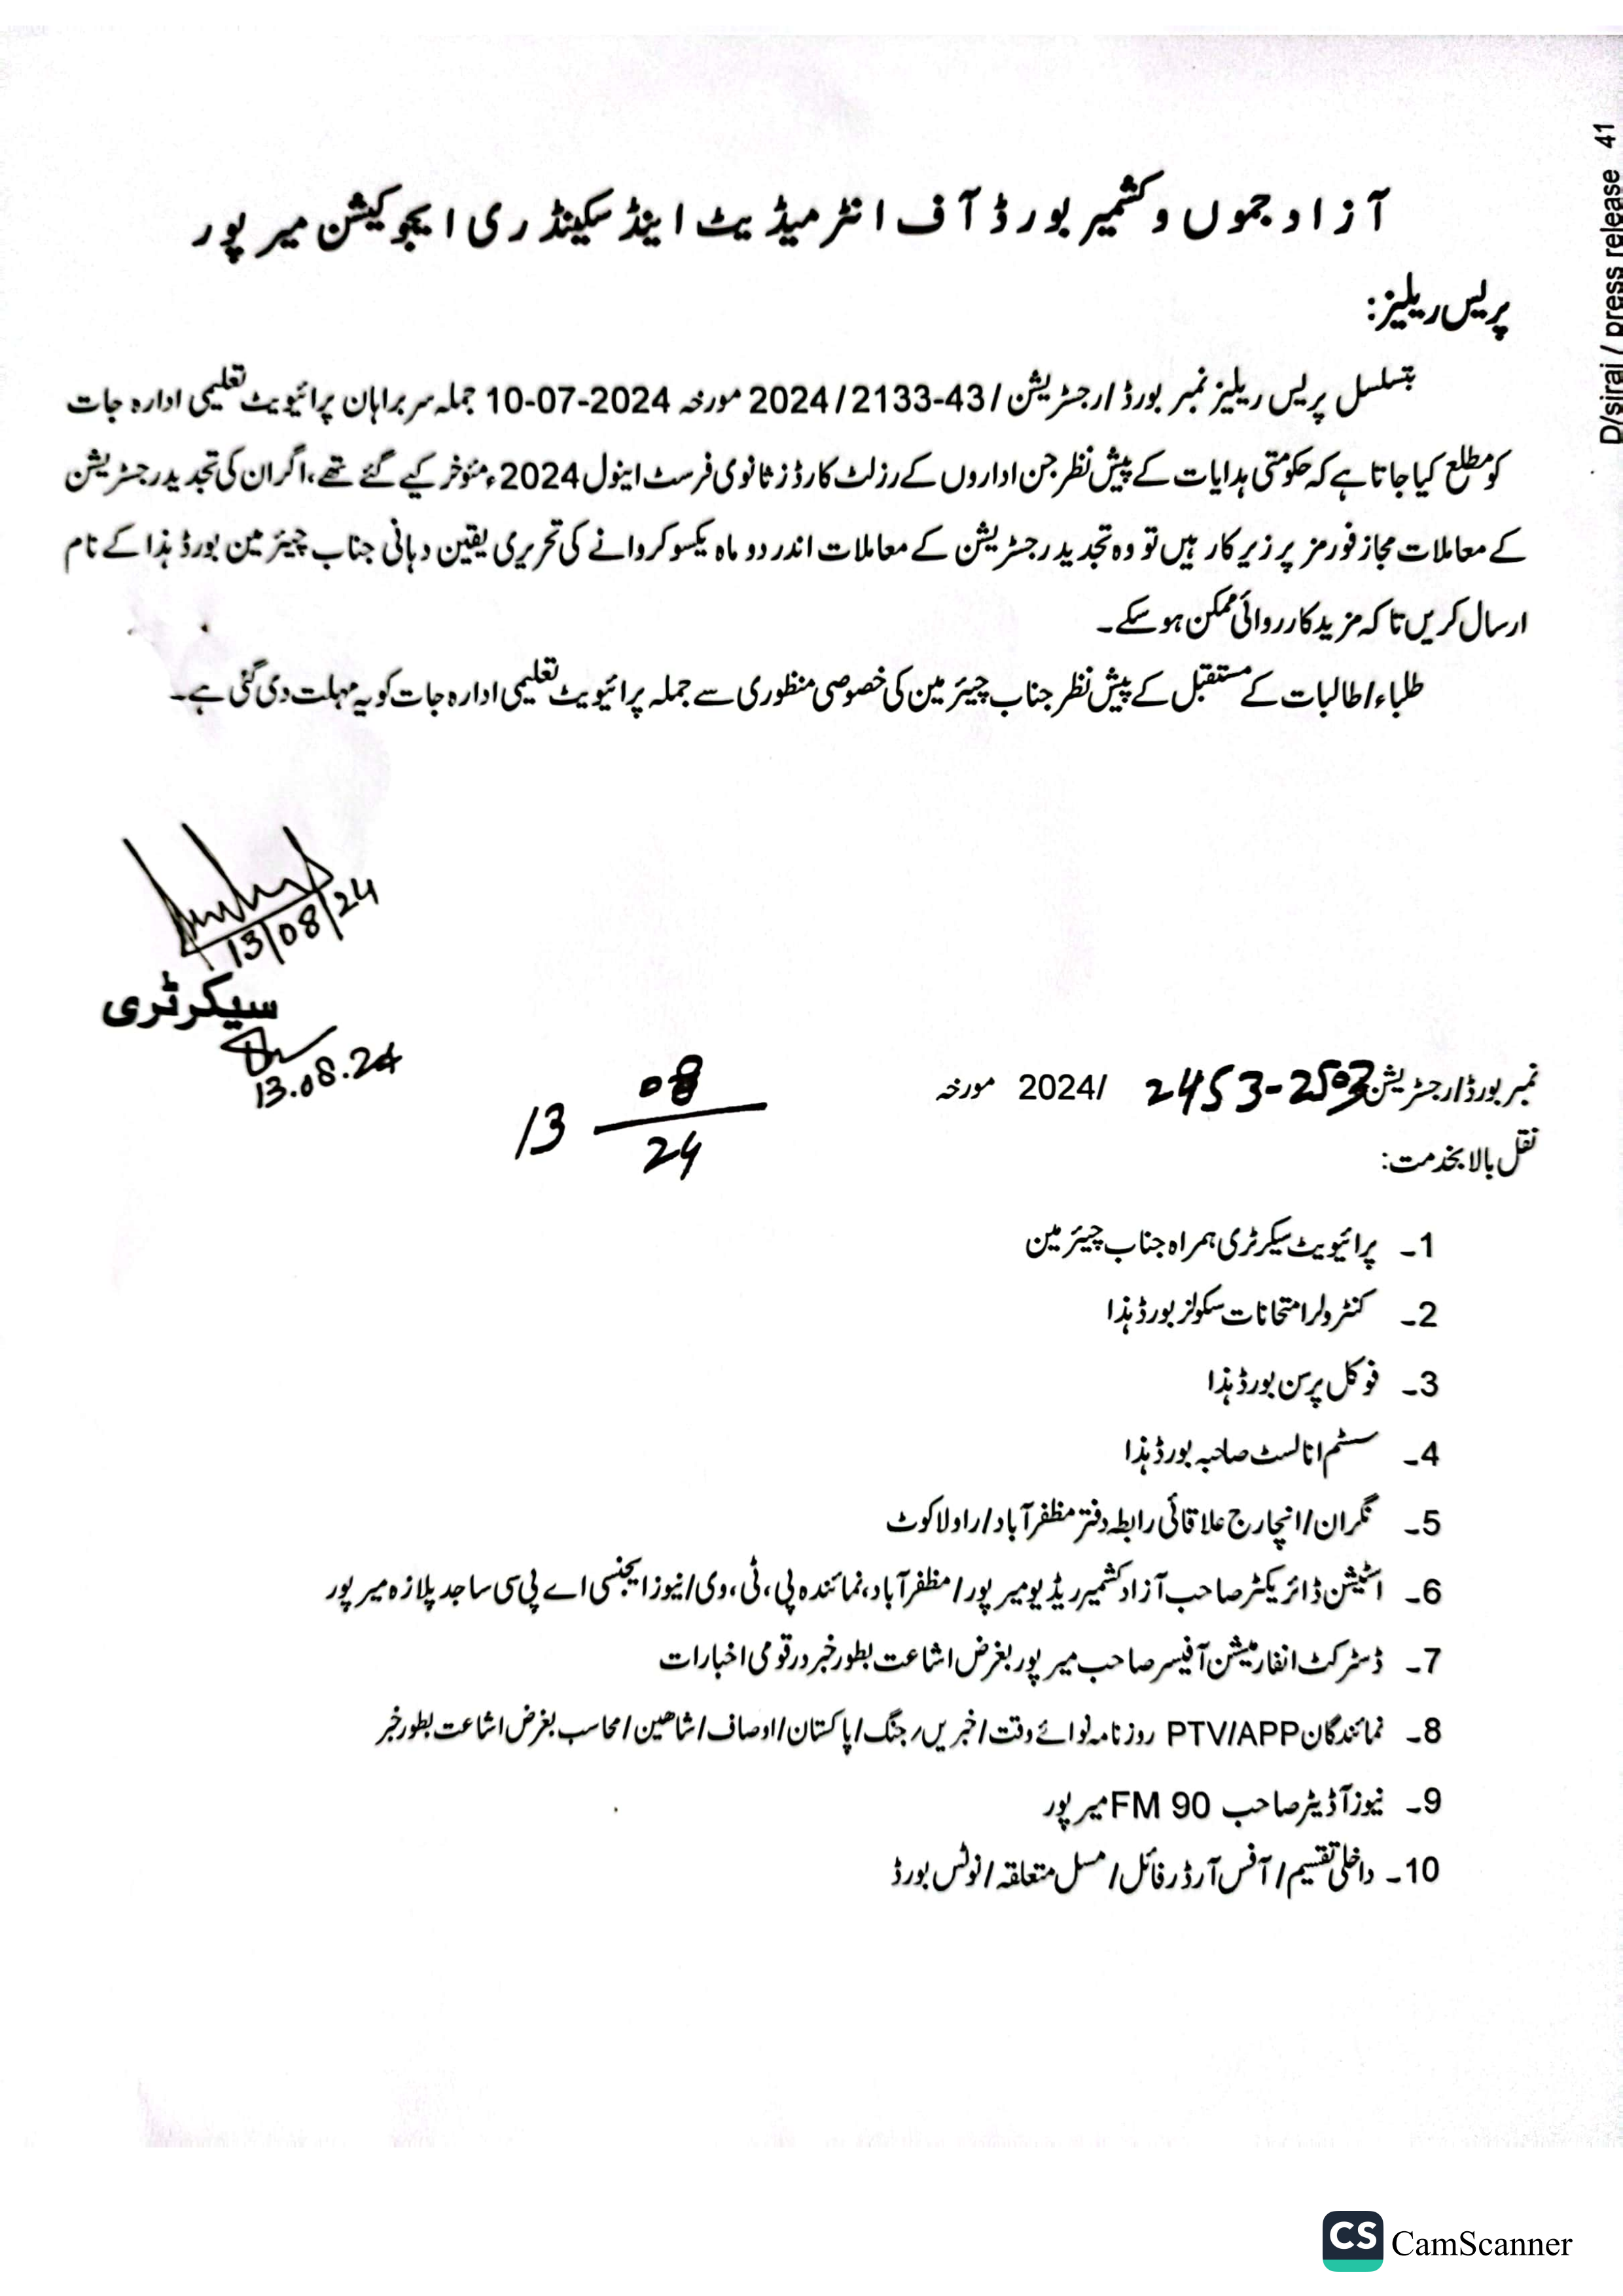 D/siraj / press release 41
آزاد جموں و کشمیر بورڈ آف انٹرمیڈیٹ اینڈ سکینڈری ایجوکیشن میرپور
پریس ریلیز:
بتسلسل پریس ریلیز نمبر بورڈ/رجسٹریشن/2133-43/2024 مورخہ 10-07-2024 جملہ سربراہان پرائیویٹ تعلیمی ادارہ جات
کو مطلع کیا جاتا ہے کہ حکومتی ہدایات کے پیش نظر جن اداروں کے رزلٹ کارڈز ثانوی فرسٹ اینول 2024ء مئوخر کیے گئے تھے، اگر ان کی تجدید رجسٹریشن
کے معاملات مجاز فورمز پر زیر کار ہیں تو وہ تجدید رجسٹریشن کے معاملات اندر دو ماہ یکسو کروانے کی تحریری یقین دہانی جناب چیئرمین بورڈ ہذا کے نام
ارسال کریں تا کہ مزید کارروائی ممکن ہو سکے۔
طلباء/طالبات کے مستقبل کے پیش نظر جناب چیئرمین کی خصوصی منظوری سے جملہ پرائیویٹ تعلیمی ادارہ جات کو یہ مہلت دی گئی ہے۔
13/08/24
سیکرٹری
13.08.24
نمبر بورڈ/رجسٹریشن 2453-2503 /2024 مورخہ 13 08/24
نقل بالا بخدمت:
1۔ پرائیویٹ سیکرٹری ہمراہ جناب چیئرمین
2۔ کنٹرولر امتحانات سکولز بورڈ ہذا
3۔ فوکل پرسن بورڈ ہذا
4۔ سسٹم انالسٹ صاحبہ بورڈ ہذا
5۔ نگران/انچارج علاقائی رابطہ دفتر مظفرآباد/راولاکوٹ
6۔ اسٹیشن ڈائریکٹر صاحب آزاد کشمیر ریڈیو میرپور/مظفرآباد، نمائندہ پی، ٹی، وی/نیوز ایجنسی اے پی سی ساجد پلازہ میرپور
7۔ ڈسٹرکٹ انفارمیشن آفیسر صاحب میرپور بغرض اشاعت بطور خبر در قومی اخبارات
8۔ نمائندگان PTV/APP روزنامہ نوائے وقت/خبریں/جنگ/پاکستان/اوصاف/شاھین/محاسب بغرض اشاعت بطور خبر
9۔ نیوز آڈیٹر صاحب FM 90 میرپور
10۔ داخلی تقسیم/آفس آرڈر فائل/مسل متعلقہ/نوٹس بورڈ
CS CamScanner